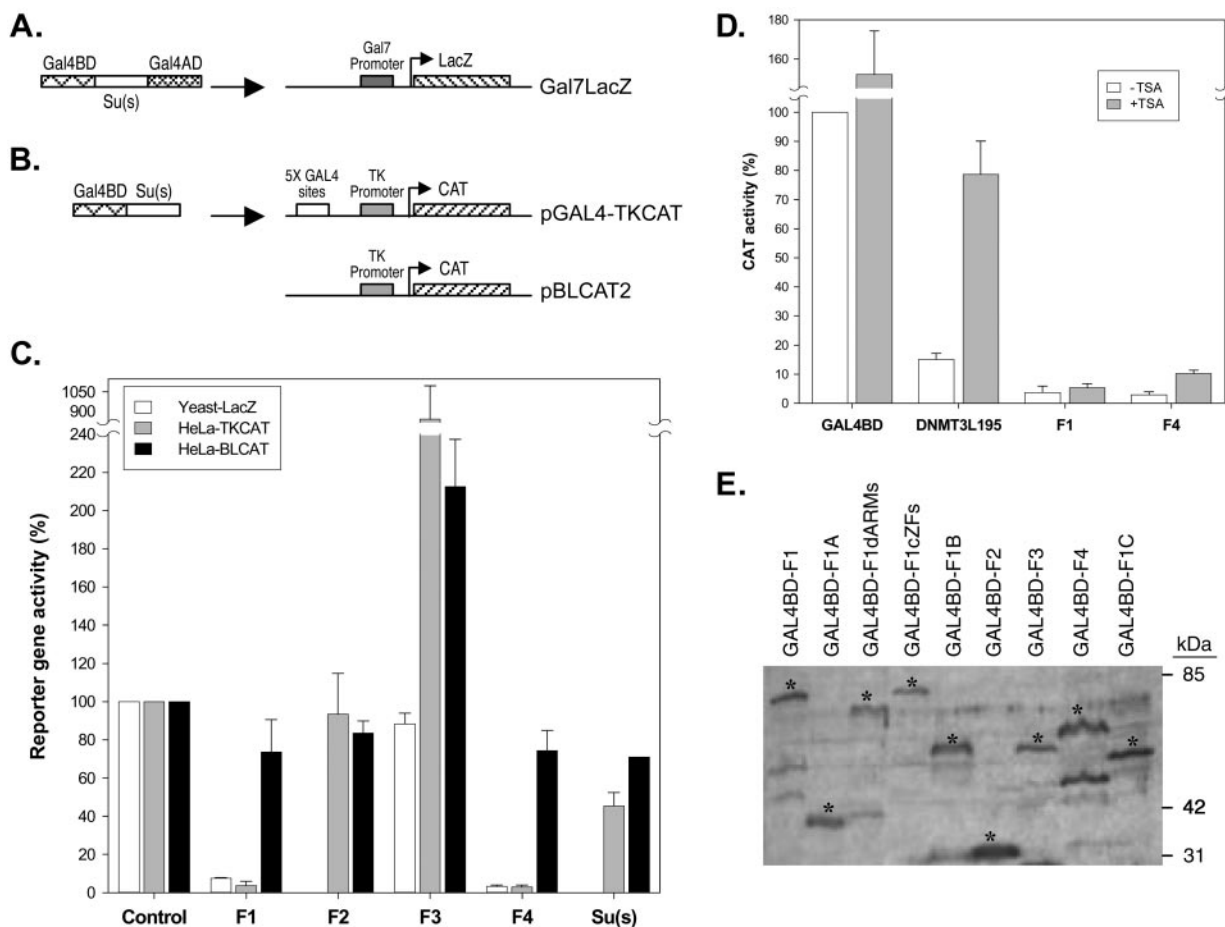 A.
Gal4BD Gal4AD
Su(s)
Gal7
Promoter
LacZ
Gal7LacZ
B.
Gal4BD Su(s)
5X GAL4
sites
TK
Promoter
CAT
pGAL4-TKCAT
TK
Promoter
CAT
pBLCAT2
C.
Reporter gene activity (%)
1050
900
240
220
200
180
160
140
120
100
80
60
40
20
0
Yeast-LacZ
HeLa-TKCAT
HeLa-BLCAT
Control F1 F2 F3 F4 Su(s)
D.
CAT activity (%)
180
160
100
90
80
70
60
50
40
30
20
10
0
-TSA
+TSA
GAL4BD DNMT3L195 F1 F4
E.
GAL4BD-F1
GAL4BD-F1A
GAL4BD-F1dARMs
GAL4BD-F1cZFs
GAL4BD-F1B
GAL4BD-F2
GAL4BD-F3
GAL4BD-F4
GAL4BD-F1C
kDa
85
42
31
* * * * * * * * *